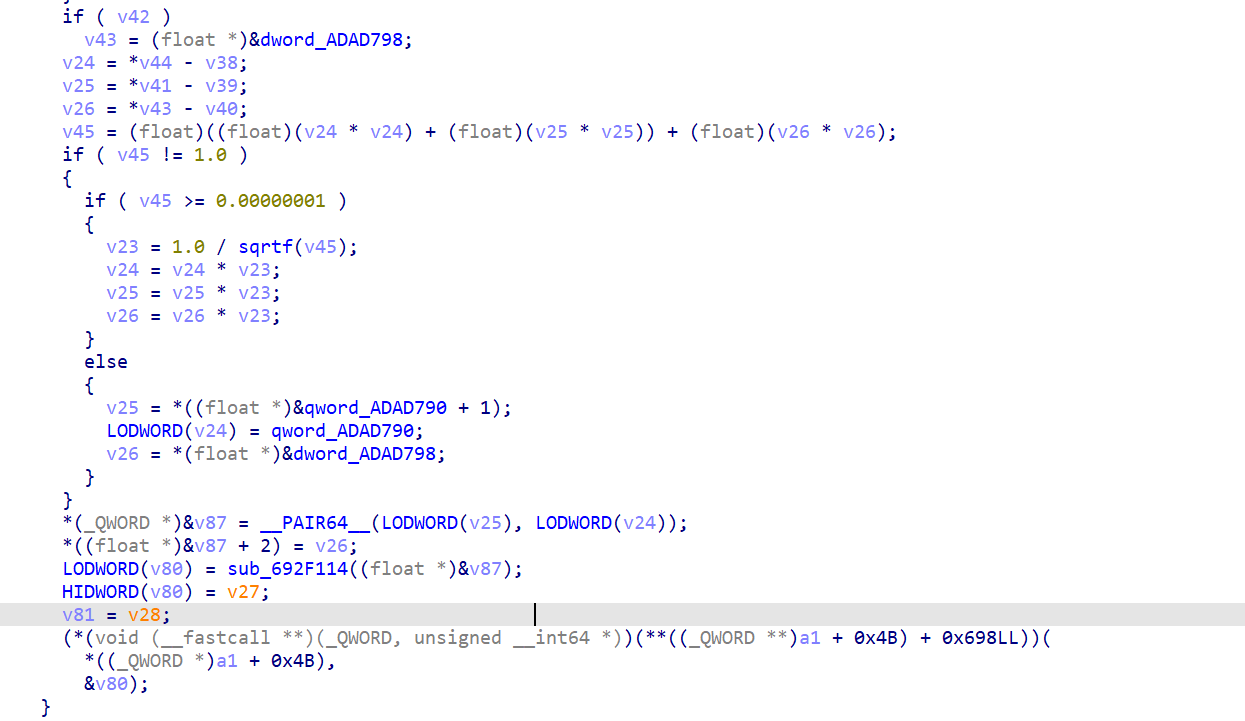 if ( v42 )
v43 = (float *)&dword_ADAD798;
v24 = *v44 - v38;
v25 = *v41 - v39;
v26 = *v43 - v40;
v45 = (float)((float)(v24 * v24) + (float)(v25 * v25)) + (float)(v26 * v26);
if ( v45 != 1.0 )
{
if ( v45 >= 0.00000001 )
{
v23 = 1.0 / sqrtf(v45);
v24 = v24 * v23;
v25 = v25 * v23;
v26 = v26 * v23;
}
else
{
v25 = *((float *)&qword_ADAD790 + 1);
LODWORD(v24) = qword_ADAD790;
v26 = *(float *)&dword_ADAD798;
}
}
*(_QWORD *)&v87 = __PAIR64__(LODWORD(v25), LODWORD(v24));
*((float *)&v87 + 2) = v26;
LODWORD(v80) = sub_692F114((float *)&v87);
HIDWORD(v80) = v27;
v81 = v28;
(*(void (__fastcall **)(_QWORD, unsigned __int64 *))(**((_QWORD **)a1 + 0x4B) + 0x698LL))(
*((_QWORD *)a1 + 0x4B),
&v80);
}